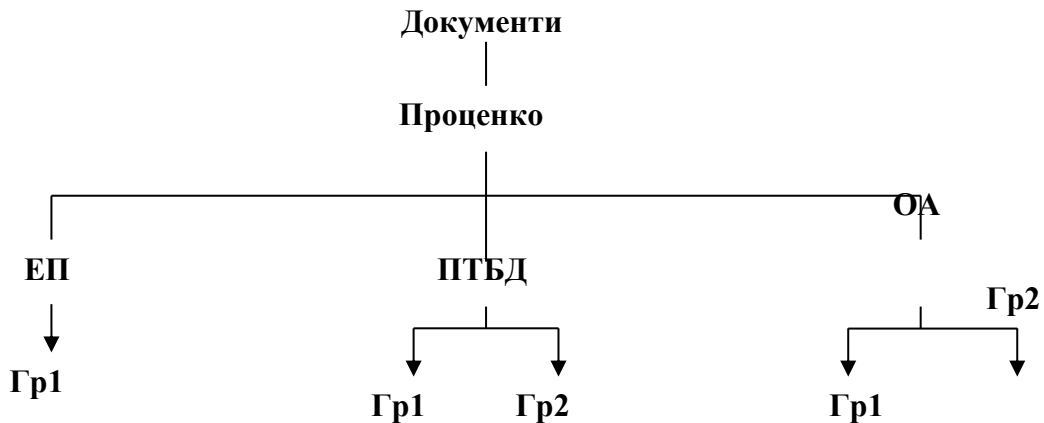 Документи
Проценко
ОА
ЕП
ПТБД
Гр2
Гр1
Гр1
Гр2
Гр1